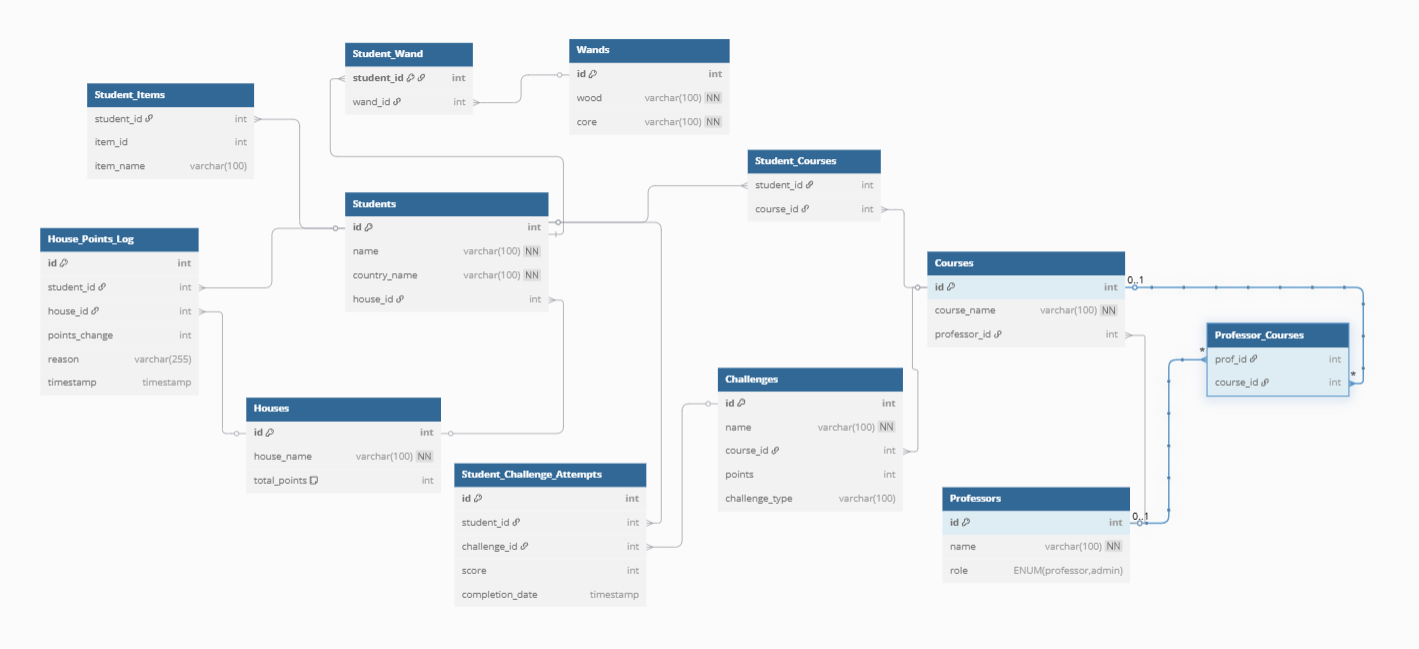 Student_Wand
student_id int
wand_id int
Wands
id int
wood varchar(100) NN
core varchar(100) NN
Student_Items
student_id int
item_id int
item_name varchar(100)
Student_Courses
student_id int
course_id int
Students
id int
name varchar(100) NN
country_name varchar(100) NN
house_id int
House_Points_Log
id int
student_id int
house_id int
points_change int
reason varchar(255)
timestamp timestamp
Courses
id int
course_name varchar(100) NN
professor_id int
0..1
Professor_Courses
* prof_id int
course_id int *
Challenges
id int
name varchar(100) NN
course_id int
points int
challenge_type varchar(100)
Houses
id int
house_name varchar(100) NN
total_points int
Student_Challenge_Attempts
id int
student_id int
challenge_id int
score int
completion_date timestamp
Professors
id int
0..1
name varchar(100) NN
role ENUM(professor,admin)